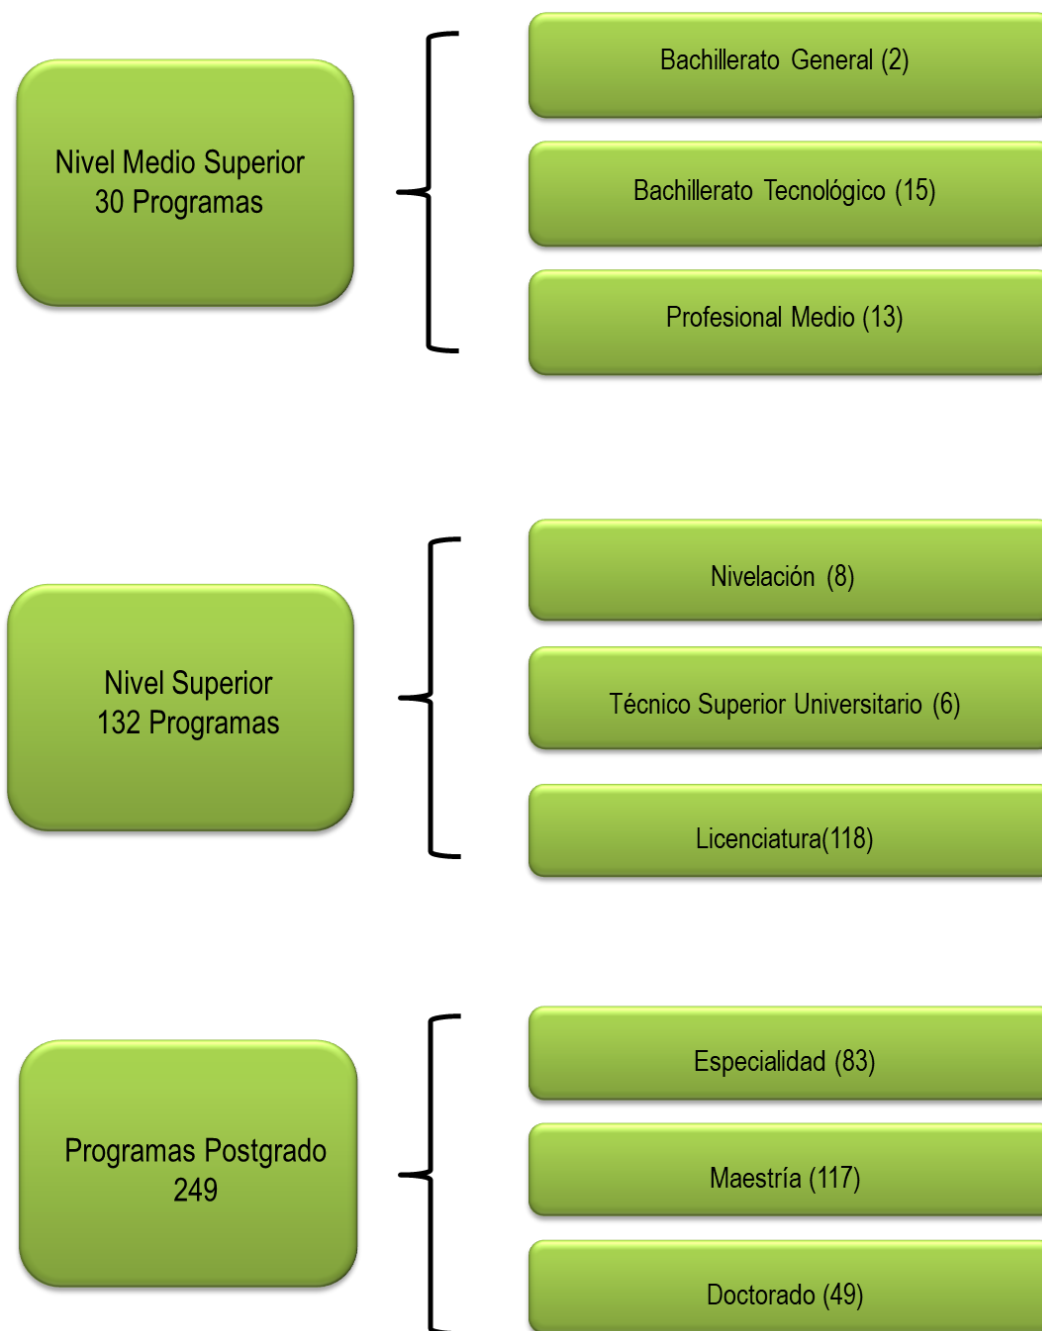 Nivel Medio Superior
30 Programas
Bachillerato General (2)
Bachillerato Tecnológico (15)
Profesional Medio (13)
Nivel Superior
132 Programas
Nivelación (8)
Técnico Superior Universitario (6)
Licenciatura(118)
Programas Postgrado
249
Especialidad (83)
Maestría (117)
Doctorado (49)